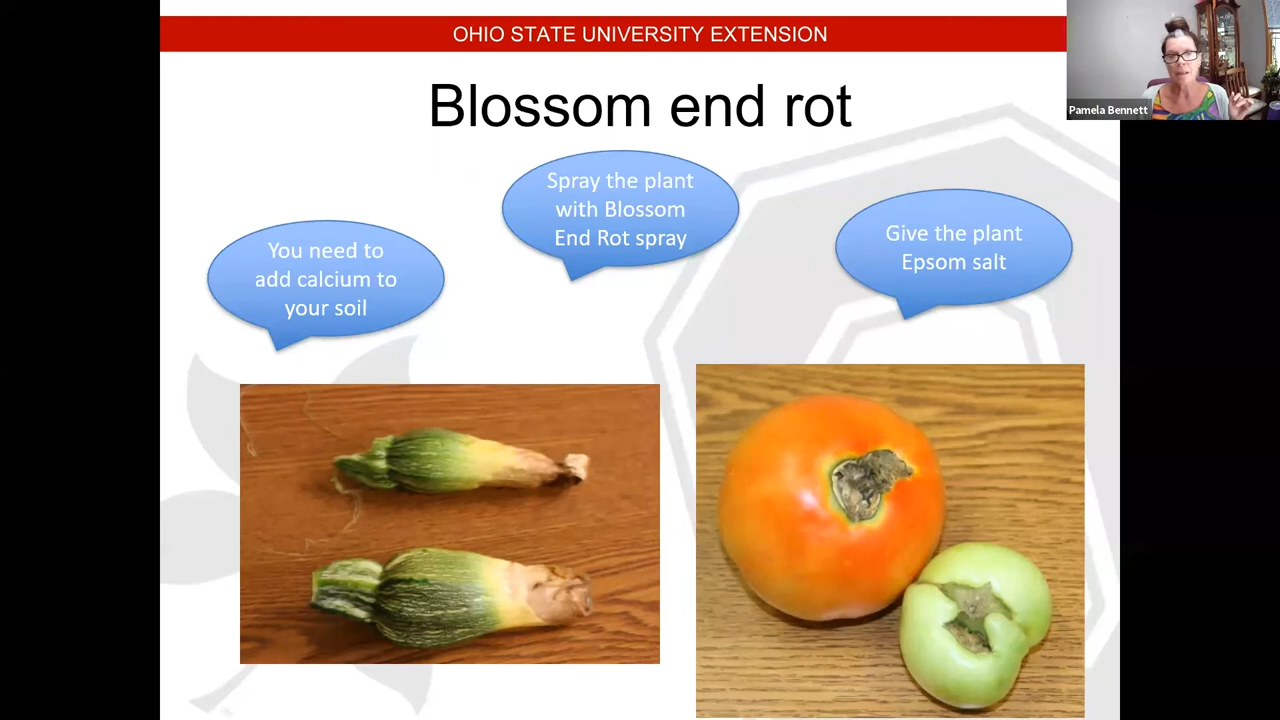 OHIO STATE UNIVERSITY EXTENSION
Pamela Bennett
Blossom end rot
Spray the plant
with Blossom
End Rot spray
You need to
add calcium to
your soil
Give the plant
Epsom salt